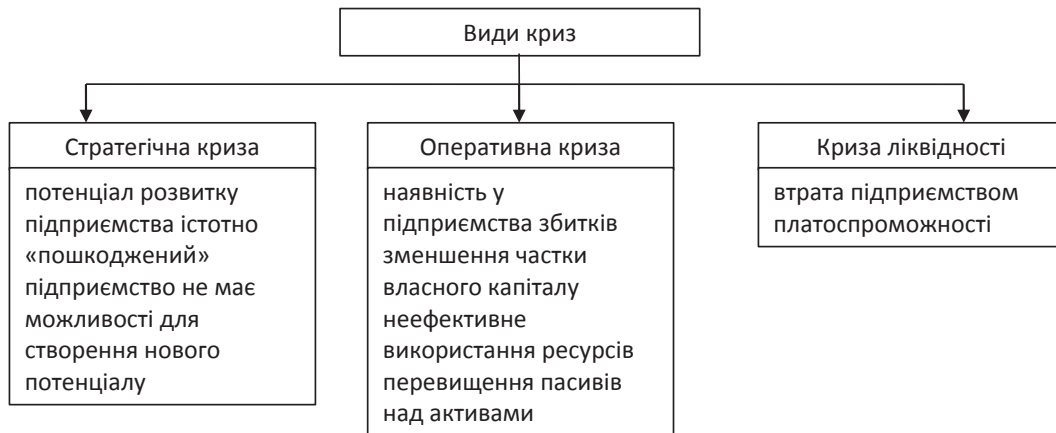 Види криз
Стратегічна криза
потенціал розвитку
підприємства істотно
«пошкоджений»
підприємство не має
можливості для
створення нового
потенціалу
Оперативна криза
наявність у
підприємства збитків
зменшення частки
власного капіталу
неефективне
використання ресурсів
перевищення пасивів
над активами
Криза ліквідності
втрата підприємством
платоспроможності